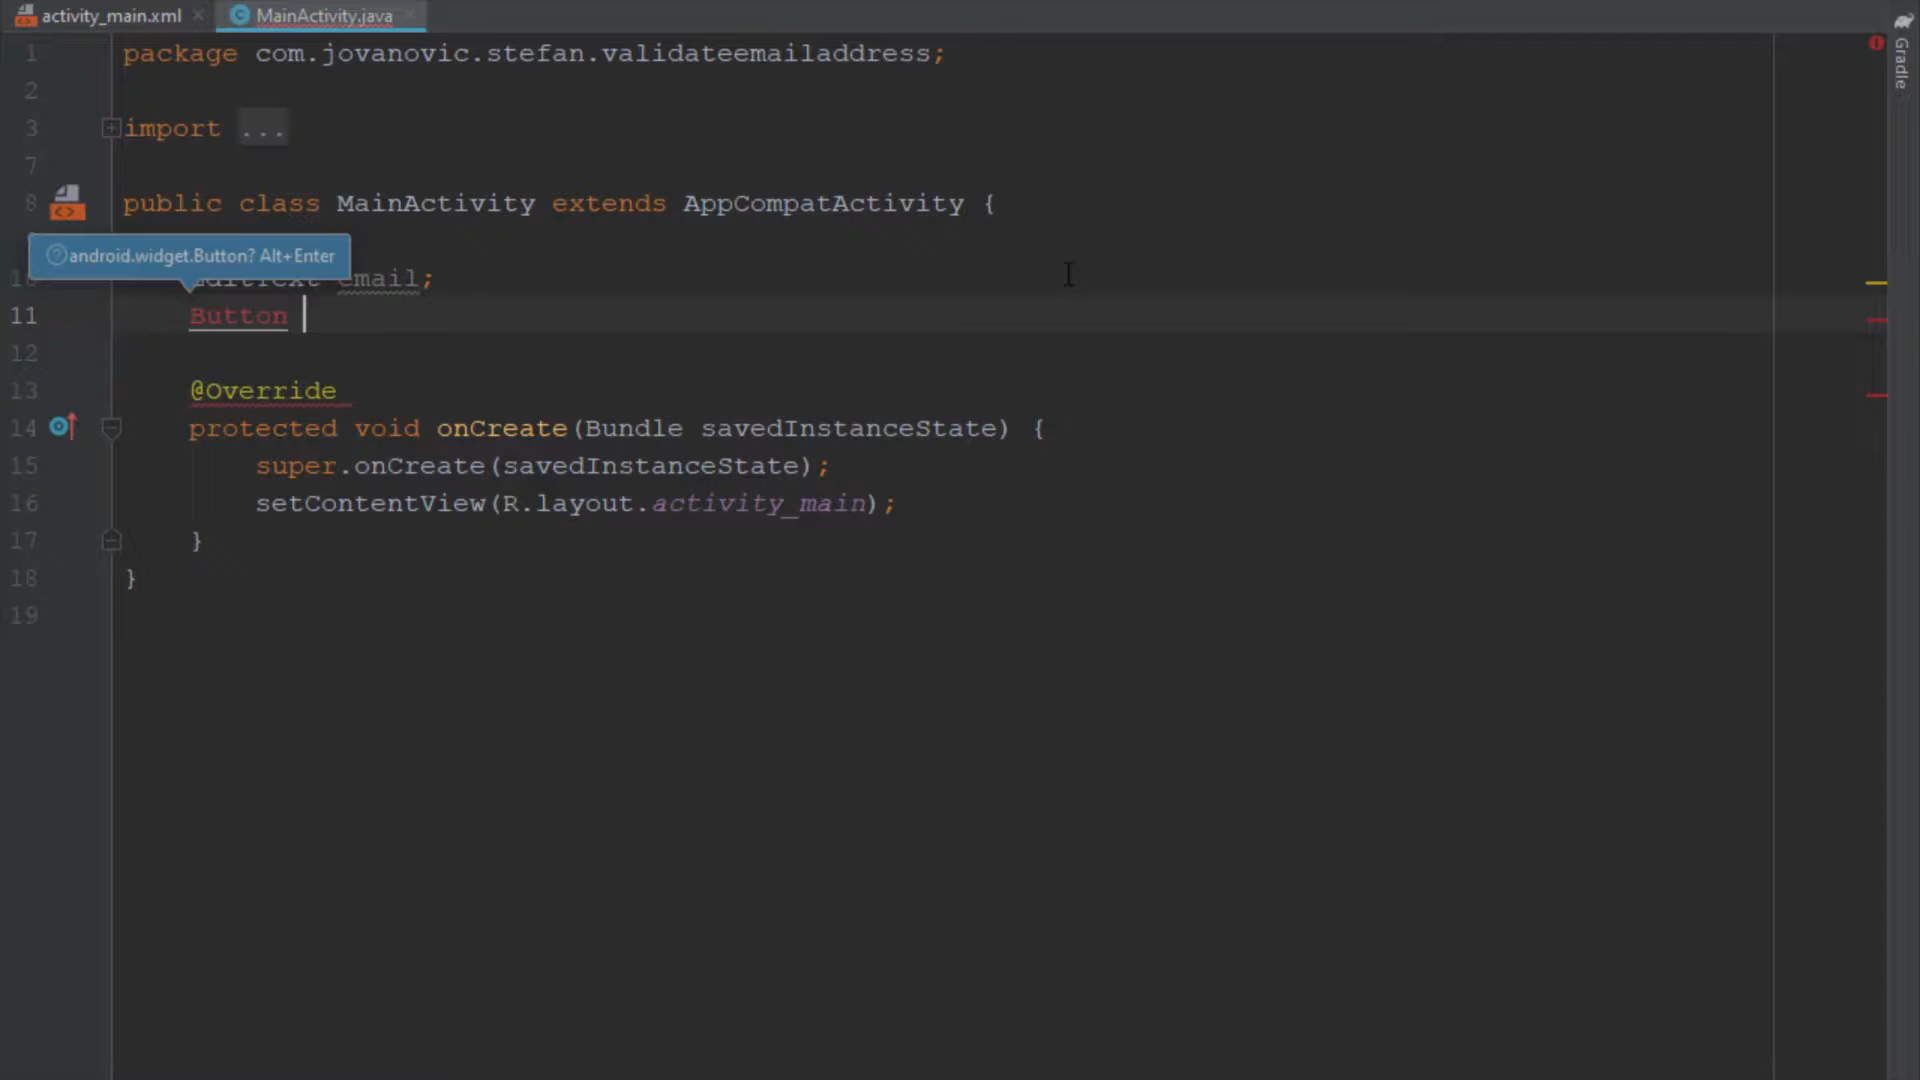 activity_main.xml MainActivity.java
Gradle
1 package com.jovanovic.stefan.validateemailaddress;
2
3 import ...
7
8 public class MainActivity extends AppCompatActivity {
android.widget.Button? Alt+Enter
email;
11 Button
12
13 @Override
14 protected void onCreate(Bundle savedInstanceState) {
15 super.onCreate(savedInstanceState);
16 setContentView(R.layout.activity_main);
17 }
18 }
19